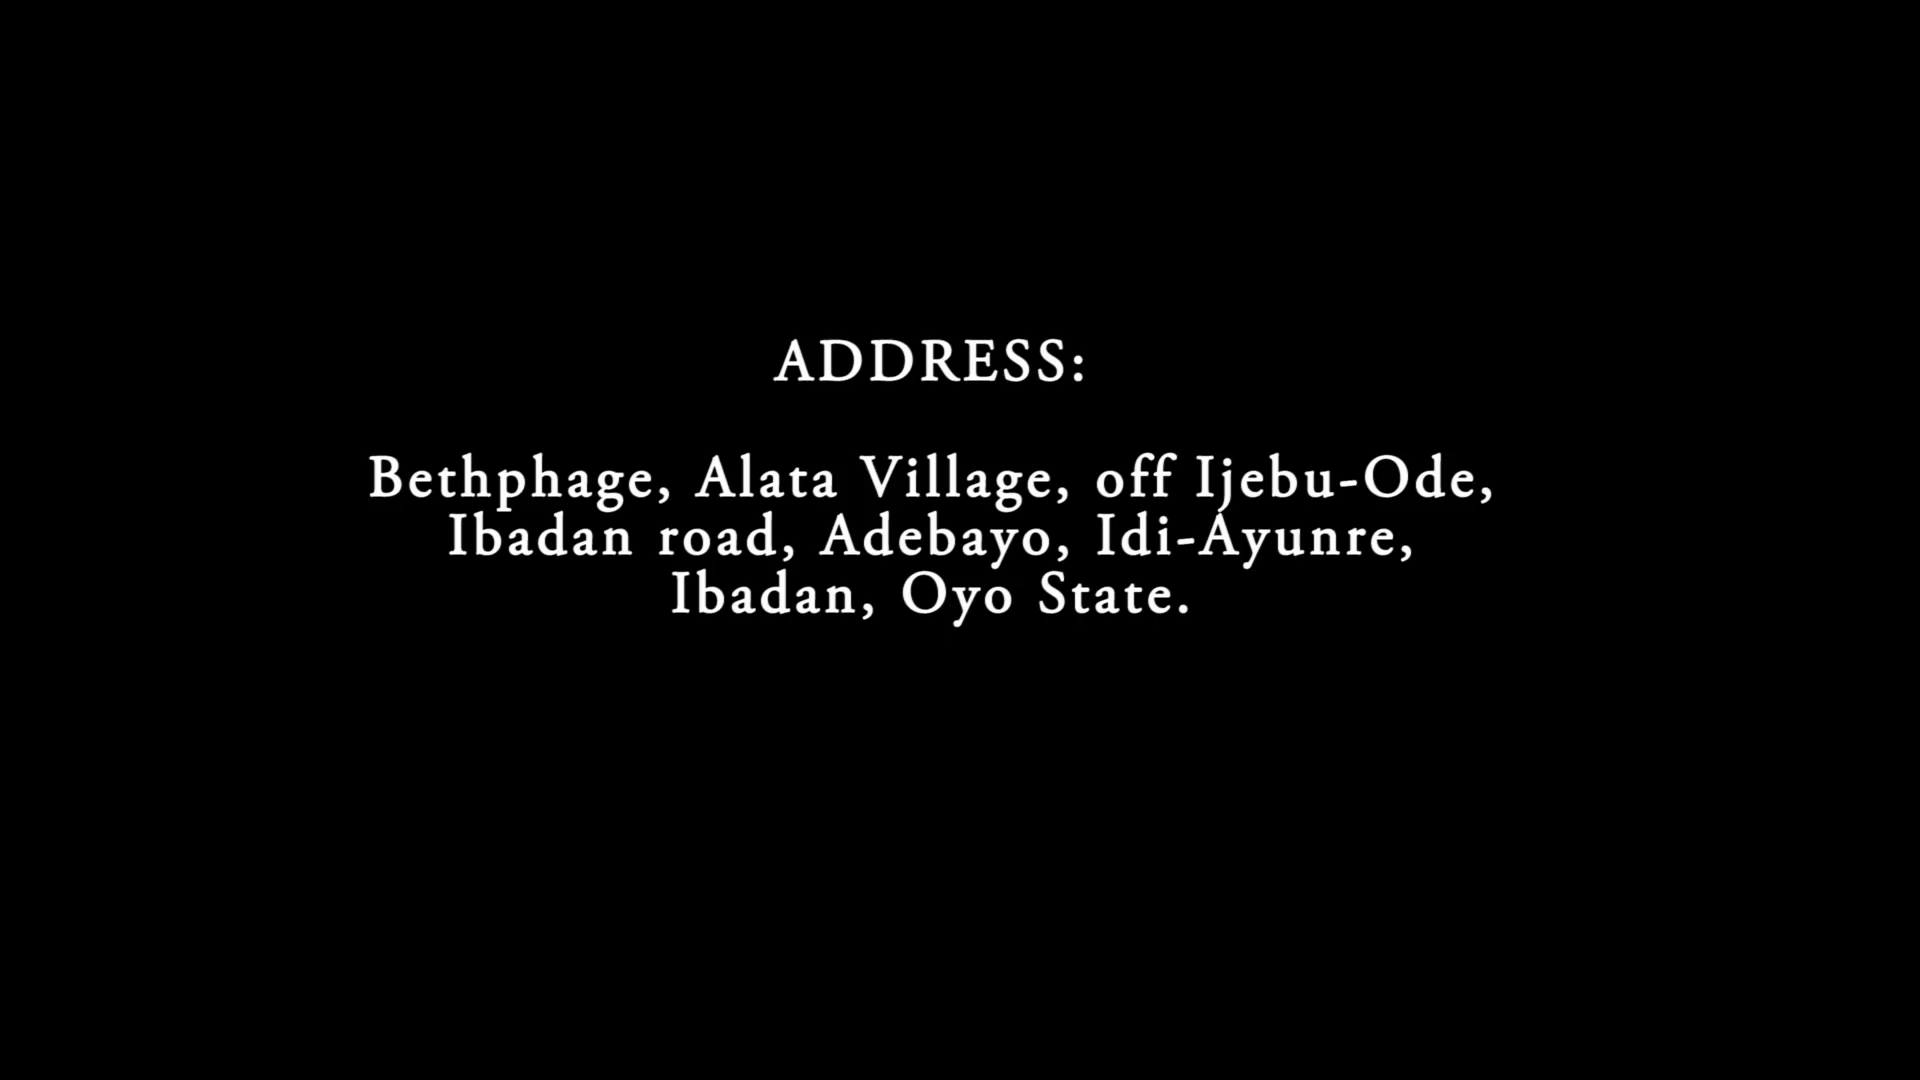 ADDRESS:
Bethphage, Alata Village, off Ijebu-Ode,
Ibadan road, Adebayo, Idi-Ayunre,
Ibadan, Oyo State.